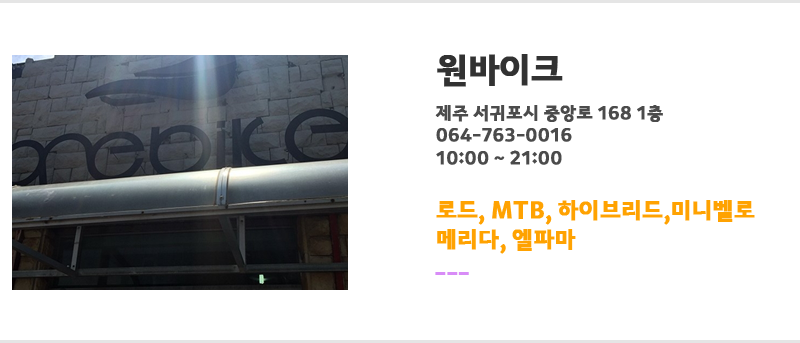 onebike
원바이크
제주 서귀포시 중앙로 168 1층
064-763-0016
10:00 ~ 21:00
로드, MTB, 하이브리드,미니벨로
메리다, 엘파마
---